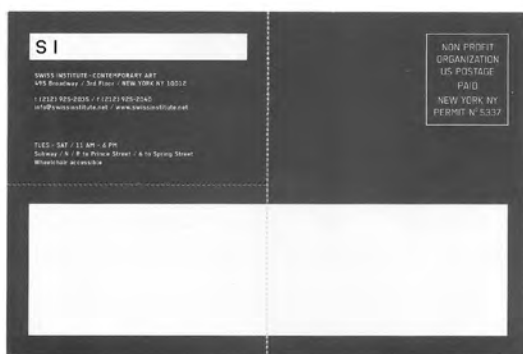 SI
SWISS INSTITUTE-CONTEMPORARY ART
495 Broadway / 3rd Floor / NEW YORK NY 10012
t (212) 925-2035 / f (212) 925-2040
info@swissinstitute.net / www.swissinstitute.net
TUES - SAT / 11 AM - 6 PM
Subway / N / R to Prince Street / 6 to Spring Street
Wheelchair accessible
NON PROFIT
ORGANIZATION
US POSTAGE
PAID
NEW YORK NY
PERMIT Nº 5337